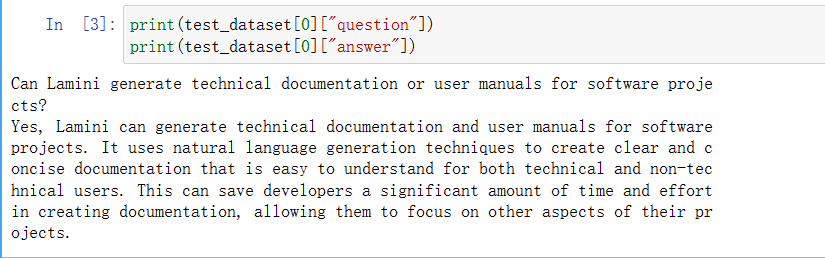 In [3]: print(test_dataset[0]["question"])
print(test_dataset[0]["answer"])
Can Lamini generate technical documentation or user manuals for software proje
cts?
Yes, Lamini can generate technical documentation and user manuals for software
projects. It uses natural language generation techniques to create clear and c
oncise documentation that is easy to understand for both technical and non-tec
hnical users. This can save developers a significant amount of time and effort
in creating documentation, allowing them to focus on other aspects of their pr
ojects.